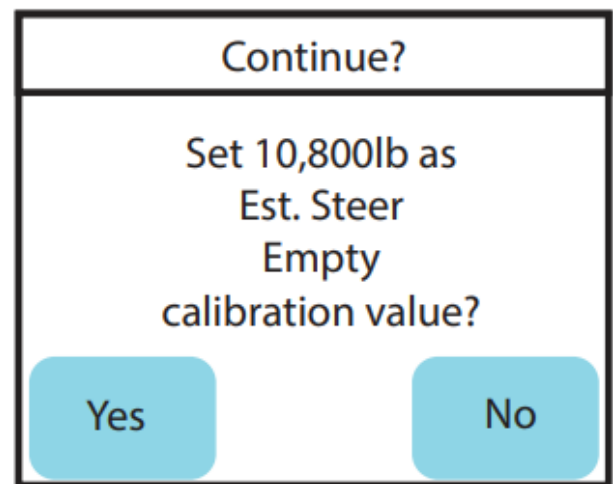 Continue?
Set 10,800lb as
Est. Steer
Empty
calibration value?
Yes
No